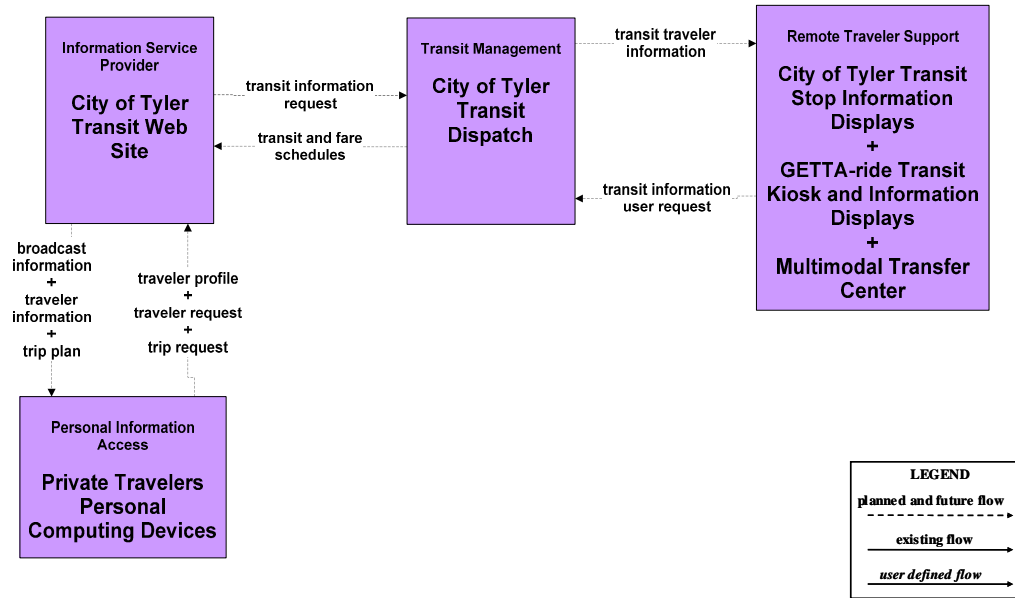 Information Service
Provider
City of Tyler
Transit Web
Site
transit information
request
transit and fare
schedules
Transit Management
City of Tyler
Transit
Dispatch
transit traveler
information
transit information
user request
Remote Traveler Support
City of Tyler Transit
Stop Information
Displays
+
GETTA-ride Transit
Kiosk and Information
Displays
+
Multimodal Transfer
Center
broadcast
information
+
traveler
information
+
trip plan
traveler profile
+
traveler request
+
trip request
Personal Information
Access
Private Travelers
Personal
Computing Devices
LEGEND
planned and future flow
existing flow
user defined flow